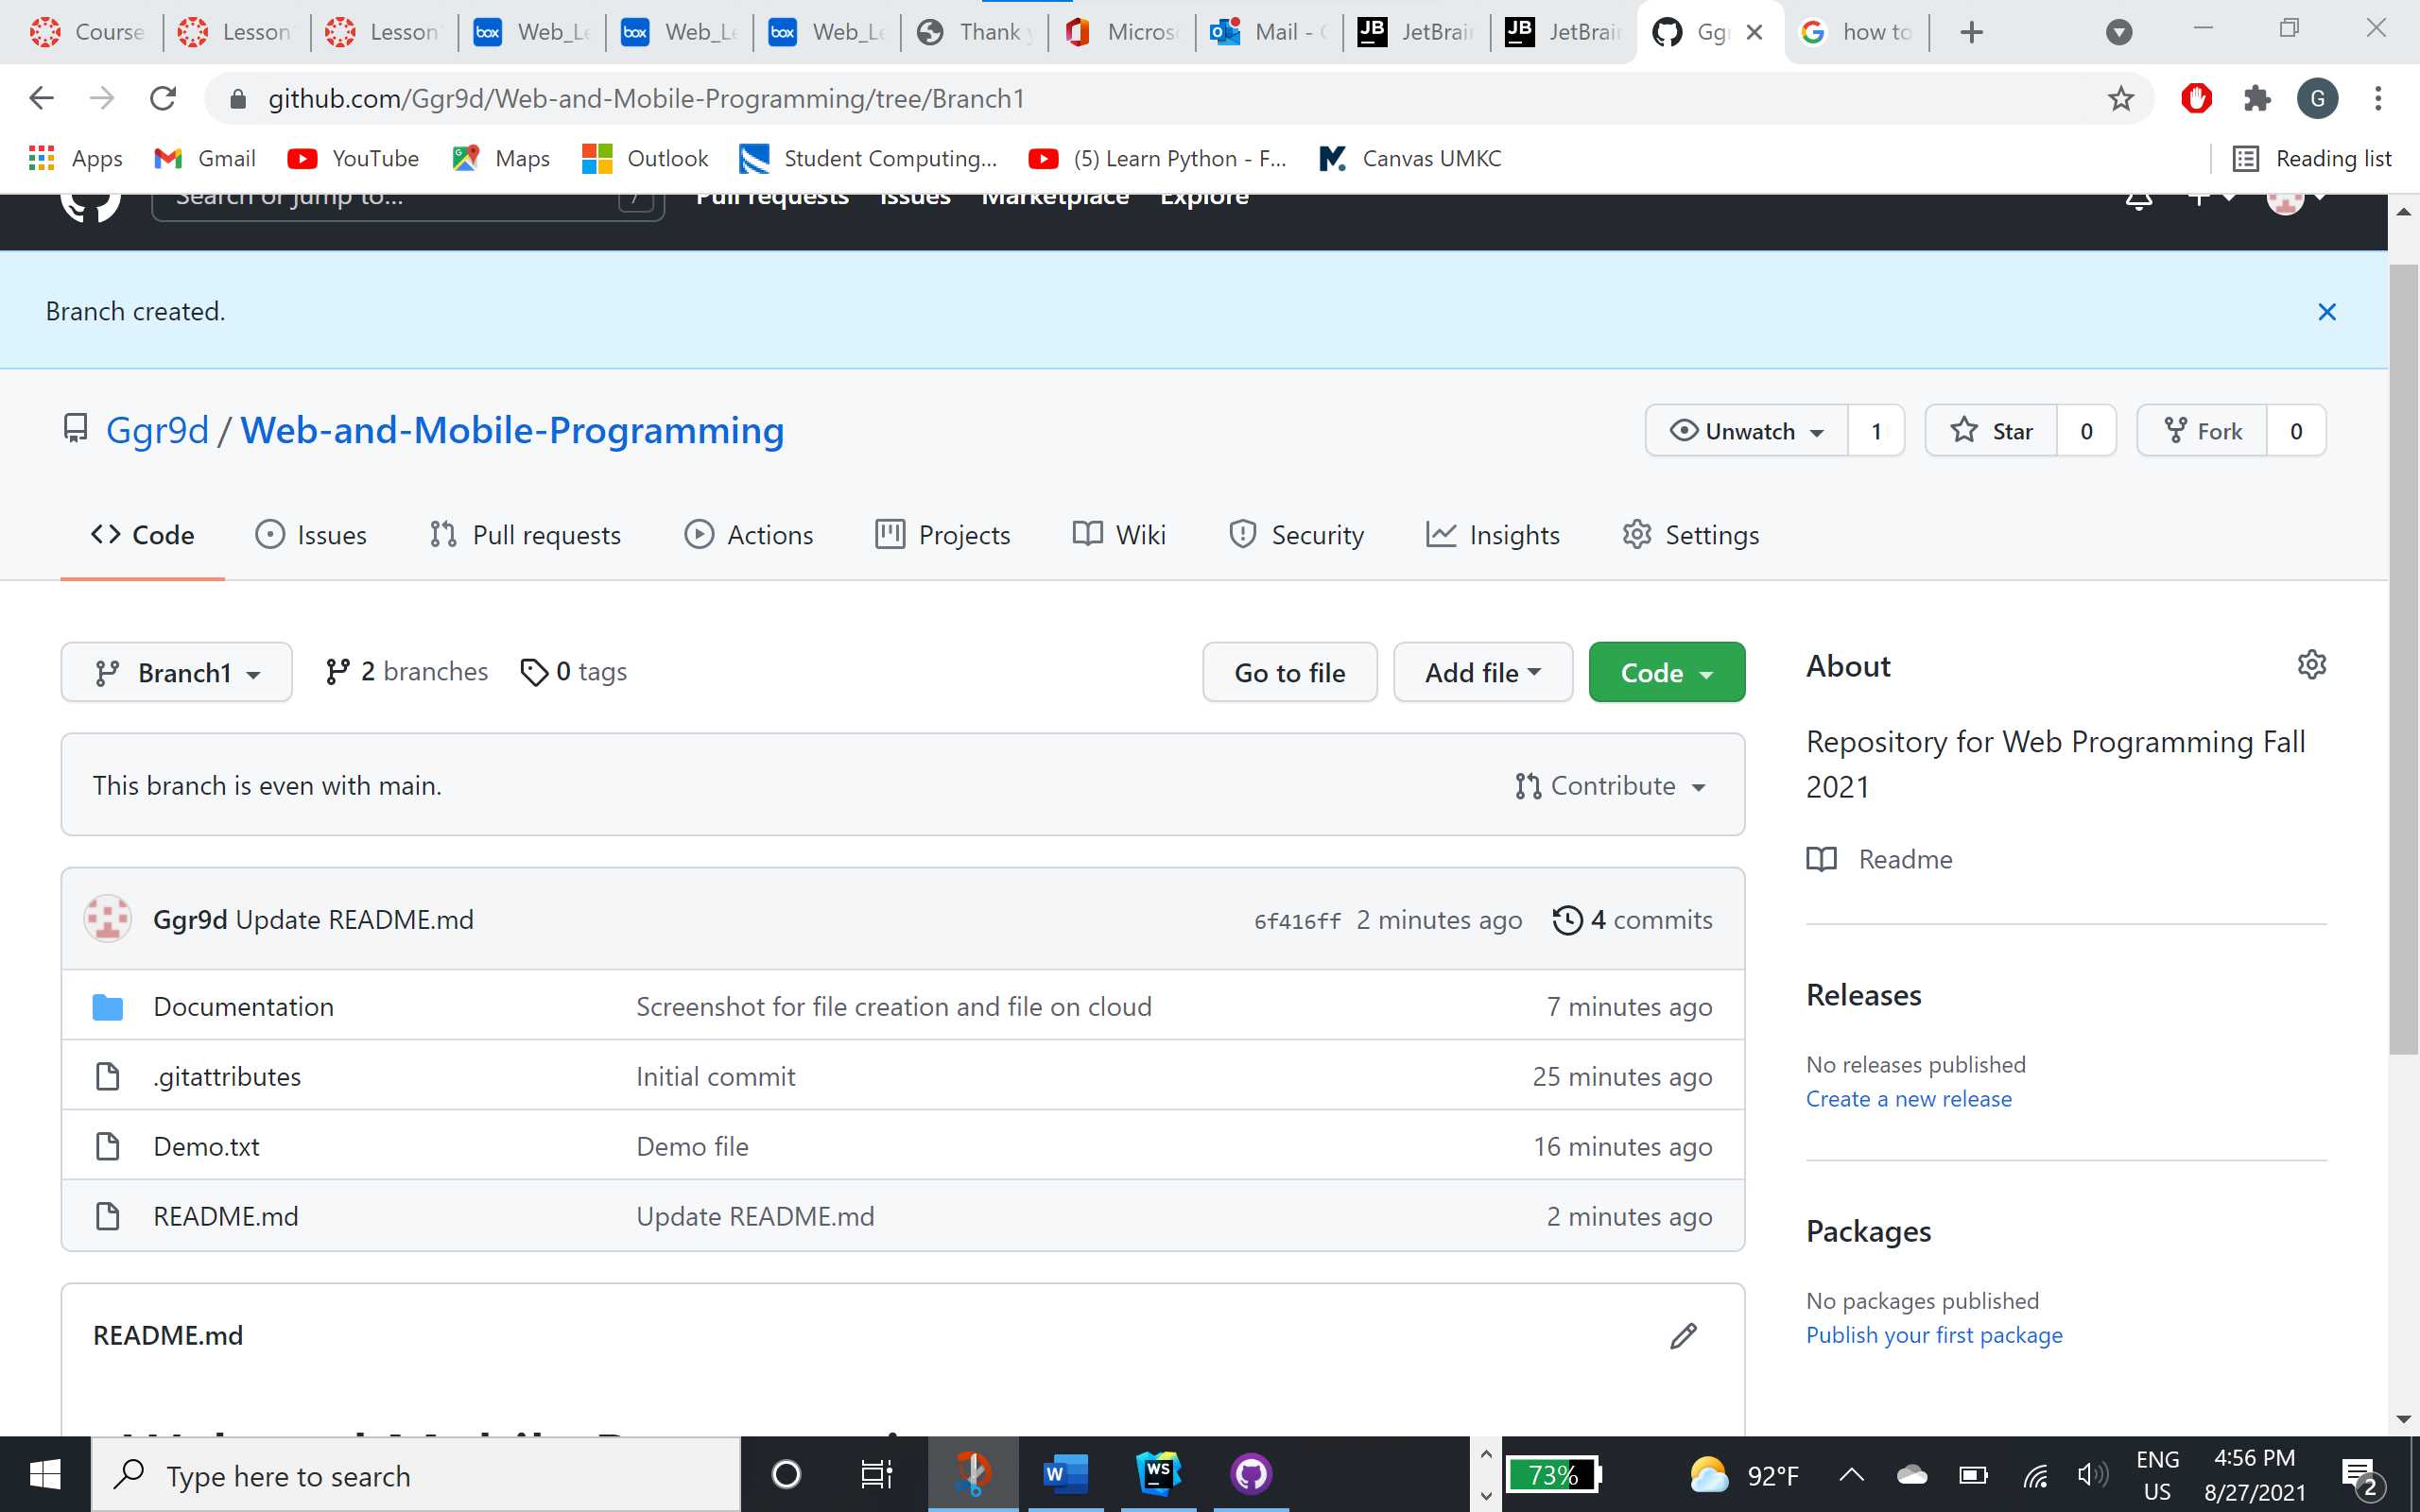 Course Lesson Lesson Web_Le Web_Le Web_Le Thank y Microso Mail - JetBrain JetBrain Ggr how to
github.com/Ggr9d/Web-and-Mobile-Programming/tree/Branch1 G
Apps Gmail YouTube Maps Outlook Student Computing... (5) Learn Python - F... Canvas UMKC Reading list
Search or jump to... / Pull requests Issues Marketplace Explore
Branch created.
Ggr9d / Web-and-Mobile-Programming Unwatch 1 Star 0 Fork 0
Code Issues Pull requests Actions Projects Wiki Security Insights Settings
Branch1 2 branches 0 tags Go to file Add file Code
This branch is even with main. Contribute
Ggr9d Update README.md 6f416ff 2 minutes ago 4 commits
Documentation Screenshot for file creation and file on cloud 7 minutes ago
.gitattributes Initial commit 25 minutes ago
Demo.txt Demo file 16 minutes ago
README.md Update README.md 2 minutes ago
README.md
About
Repository for Web Programming Fall
2021
Readme
Releases
No releases published
Create a new release
Packages
No packages published
Publish your first package
Type here to search W WS 73% 92°F ENG
US 4:56 PM
8/27/2021 2